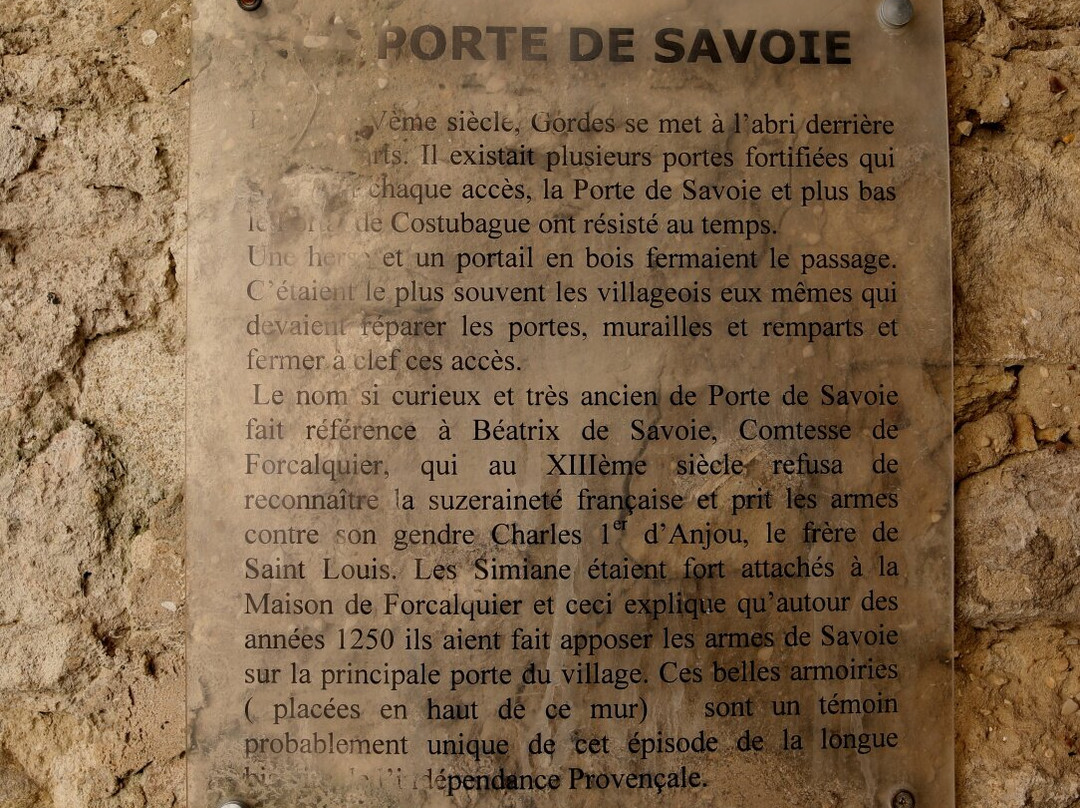 PORTE DE SAVOIE
siècle, Gordes se met à l'abri derrière
Il existait plusieurs portes fortifiées qui
chaque accès, la Porte de Savoie et plus bas
de Costubague ont résisté au temps.
Une herse et un portail en bois fermaient le passage.
C'étaient le plus souvent les villageois eux mêmes qui
devaient réparer les portes, murailles et remparts et
fermer à clef ces accès.
Le nom si curieux et très ancien de Porte de Savoie
fait référence à Béatrix de Savoie, Comtesse de
Forcalquier, qui au XIIIème siècle refusa de
reconnaître la suzeraineté française et prit les armes
contre son gendre Charles 1er d'Anjou, le frère de
Saint Louis. Les Simiane étaient fort attachés à la
Maison de Forcalquier et ceci explique qu'autour des
années 1250 ils aient fait apposer les armes de Savoie
sur la principale porte du village. Ces belles armoiries
( placées en haut de ce mur) sont un témoin
probablement unique de cet épisode de la longue
de l'indépendance Provençale.